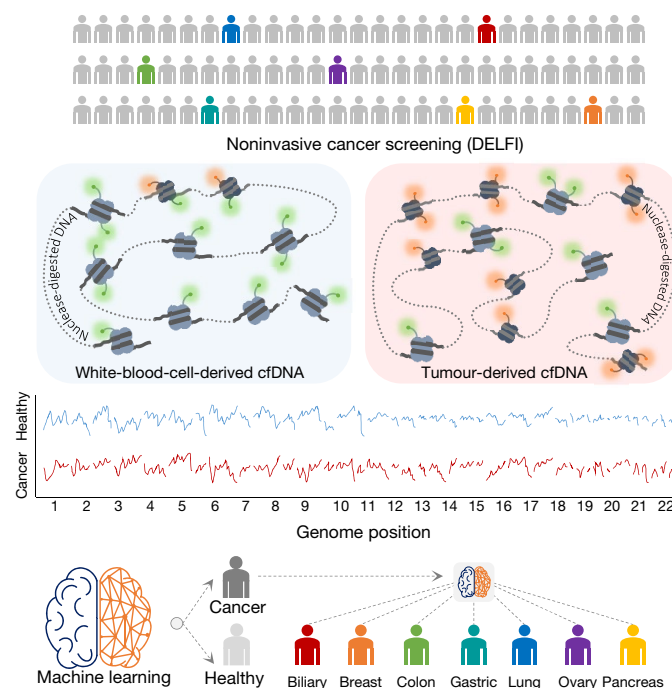 Noninvasive cancer screening (DELFI)
Nuclease-digested DNA
Nuclease-digested DNA
White-blood-cell-derived cfDNA
Tumour-derived cfDNA
Healthy
Cancer
1 2 3 4 5 6 7 8 9 10 11 12 13 14 15 16 17 18 19 20 21 22
Genome position
Cancer
Machine learning
Healthy
Biliary Breast Colon Gastric Lung Ovary Pancreas